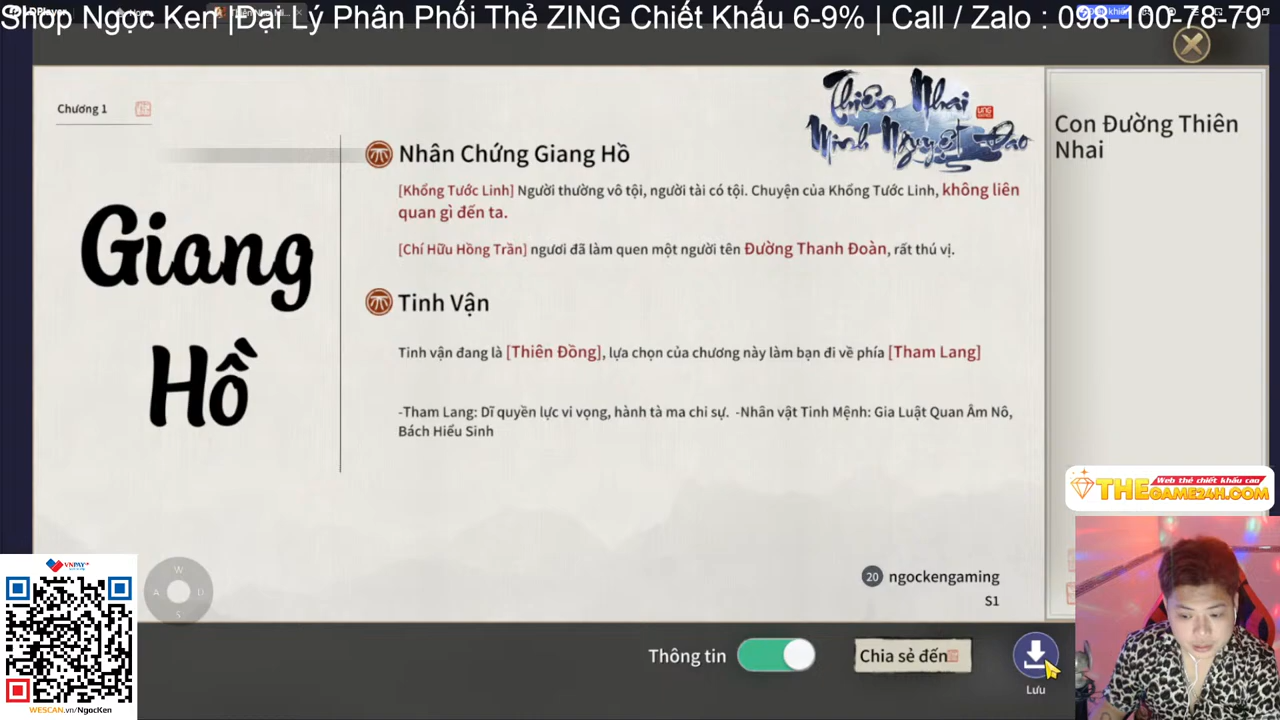 Shop Ngọc Ken |Đại Lý Phân Phối Thẻ ZING Chiết Khấu 6-9% | Call / Zalo : 098-100-78-79
Chương 1
Thiên Nhai
Minh Nguyệt Đao
Con Đường Thiên
Nhai
Giang
Hồ
Nhân Chứng Giang Hồ
[Khổng Tước Linh] Người thường vô tội, người tài có tội. Chuyện của Khổng Tước Linh, không liên
quan gì đến ta.
[Chí Hữu Hồng Trần] ngươi đã làm quen một người tên Đường Thanh Đoàn, rất thú vị.
Tinh Vận
Tinh vận đang là [Thiên Đồng], lựa chọn của chương này làm bạn đi về phía [Tham Lang]
-Tham Lang: Dĩ quyền lực vi vọng, hành tà ma chi sự. -Nhân vật Tinh Mệnh: Gia Luật Quan Âm Nô,
Bách Hiểu Sinh
Web thẻ chiết khấu cao
THEGAME24H.COM
VNPAY
W
A D
S
WESCAN.vn/NgocKen
20 ngockengaming
S1
Thông tin
Chia sẻ đến
Lưu